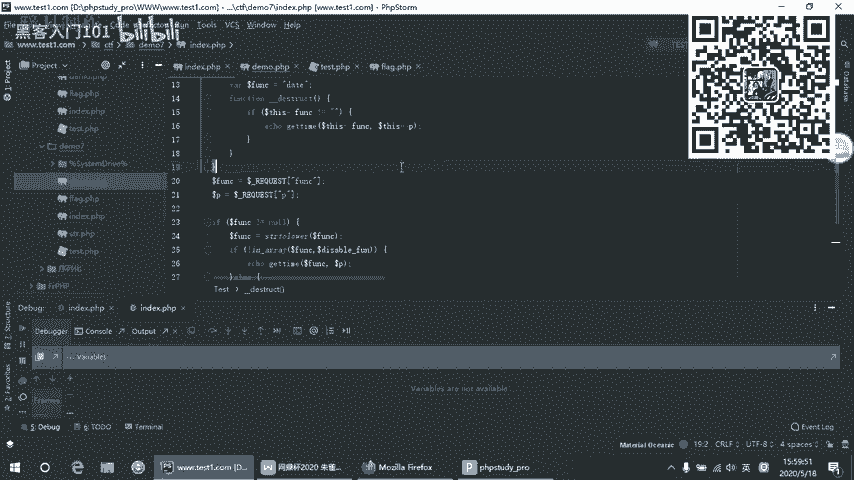 www.test1.com [D:\phpstudy_pro\WWW\www.test1.com] - ...\ctf\demo7\index.php [www.test1.com] - PhpStorm
Tools VCS Window Help
黑客入门101 bilibili
www.test1.com ctf demo7 index.php
Project
index.php demo.php test.php flag.php
flag.php
index.php
test.php
demo7
%SystemDrive%
flag.php
index.php
str.php
test.php
13 var $func = "date";
14 function __destruct() {
15 if ($this- func != "") {
16 echo gettime($this- func, $this- p);
17 }
18 }
19 }
20 $func = $_REQUEST["func"];
21 $p = $_REQUEST["p"];
22
23 if ($func != null) {
24 $func = strtolower($func);
25 if (!in_array($func,$disable_fun)) {
26 echo gettime($func, $p);
27
Test > __destruct()
1: Project
Database
7: Structure
2: Favorites
Debug: index.php index.php
Debugger Console Output
Variables
Variables are not available
Frames
5: Debug 6: TODO Terminal
Event Log
Material Oceanic 19:2 CRLF UTF-8 4 spaces
www.test1.com [D... 网鼎杯2020 朱雀... Mozilla Firefox phpstudy_pro
英
15:59:51
2020/5/18